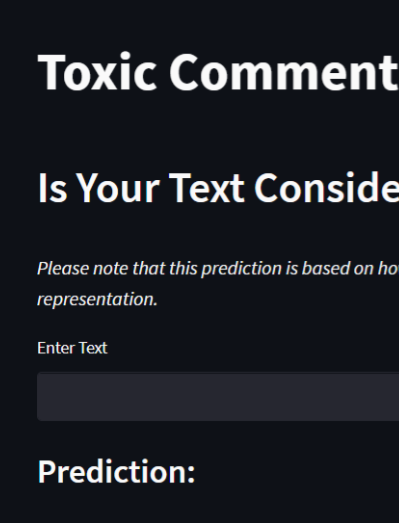 Toxic Comment
Is Your Text Conside
Please note that this prediction is based on ho
representation.
Enter Text
Prediction: